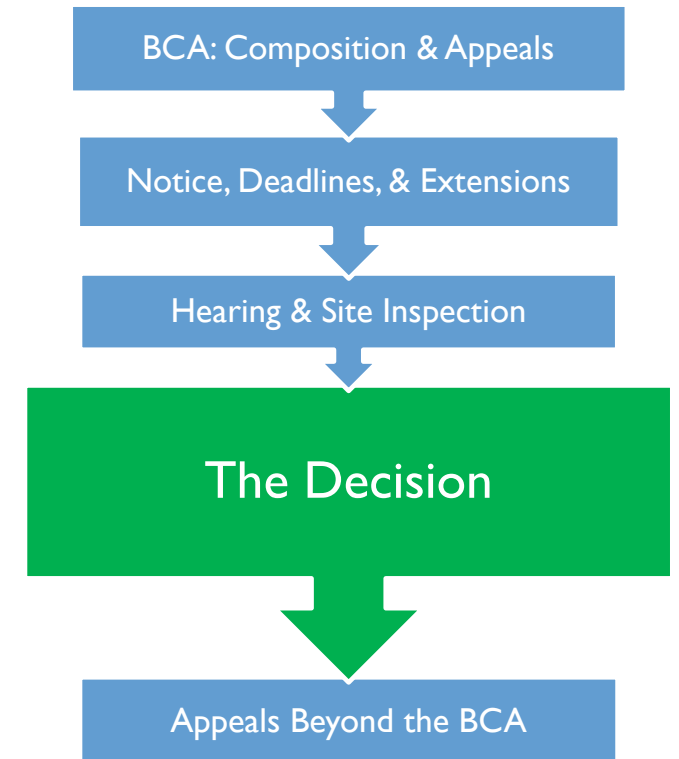 BCA: Composition & Appeals
Notice, Deadlines, & Extensions
Hearing & Site Inspection
The Decision
Appeals Beyond the BCA